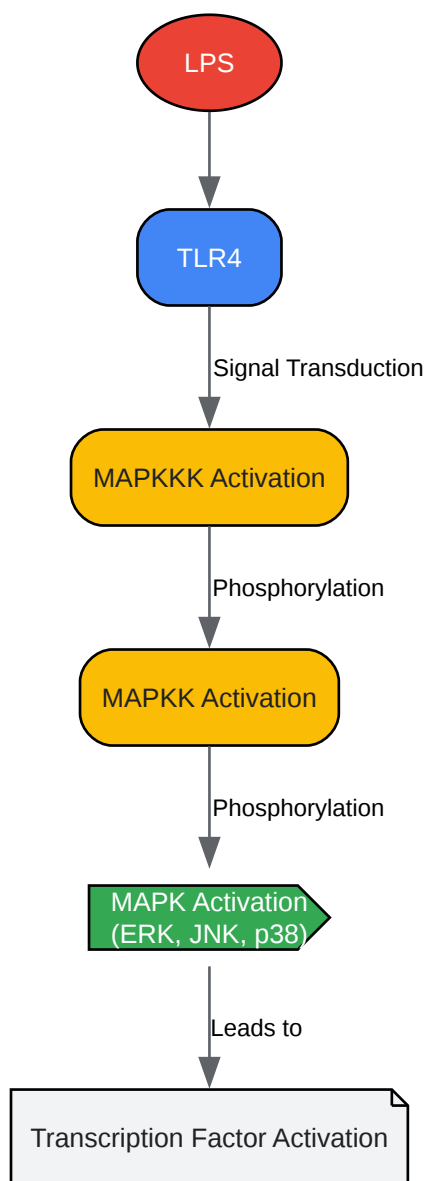 LPS
TLR4
Signal Transduction
MAPKKK Activation
Phosphorylation
MAPKK Activation
Phosphorylation
MAPK Activation
(ERK, JNK, p38)
Leads to
Transcription Factor Activation